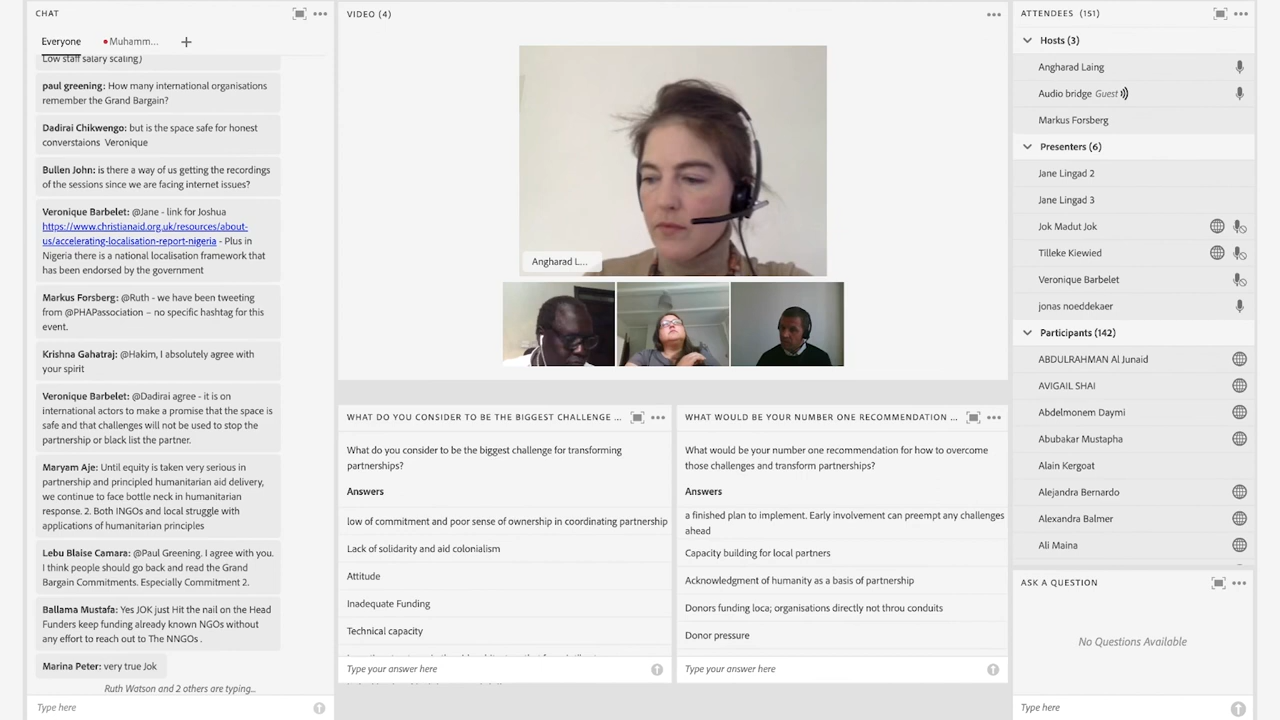 CHAT
Everyone
Muhamm...
Low staff salary scaling)
paul greening: How many international organisations
remember the Grand Bargain?
Dadirai Chikwengo: but is the space safe for honest
converstaions Veronique
Bullen John: is there a way of us getting the recordings
of the sessions since we are facing internet issues?
Veronique Barbelet: @Jane - link for Joshua
https://www.christianaid.org.uk/resources/about-
us/accelerating-localisation-report-nigeria - Plus in
Nigeria there is a national localisation framework that
has been endorsed by the government
Markus Forsberg: @Ruth - we have been tweeting
from @PHAPassociation – no specific hashtag for this
event.
Krishna Gahatraj: @Hakim, I absolutely agree with
your spirit
Veronique Barbelet: @Dadirai agree - it is on
international actors to make a promise that the space is
safe and that challenges will not be used to stop the
partnership or black list the partner.
Maryam Aje: Until equity is taken very serious in
partnership and principled humanitarian aid delivery,
we continue to face bottle neck in humanitarian
response. 2. Both INGOs and local struggle with
applications of humanitarian principles
Lebu Blaise Camara: @Paul Greening. I agree with you.
I think people should go back and read the Grand
Bargain Commitments. Especially Commitment 2.
Ballama Mustafa: Yes JOK just Hit the nail on the Head
Funders keep funding already known NGOs without
any effort to reach out to The NNGOs .
Marina Peter: very true Jok
Ruth Watson and 2 others are typing...
Type here
VIDEO (4)
Angharad L...
WHAT DO YOU CONSIDER TO BE THE BIGGEST CHALLENGE ...
What do you consider to be the biggest challenge for transforming
partnerships?
Answers
low of commitment and poor sense of ownership in coordinating partnership
Lack of solidarity and aid colonialism
Attitude
Inadequate Funding
Technical capacity
Type your answer here
WHAT WOULD BE YOUR NUMBER ONE RECOMMENDATION ...
What would be your number one recommendation for how to overcome
those challenges and transform partnerships?
Answers
a finished plan to implement. Early involvement can preempt any challenges
ahead
Capacity building for local partners
Acknowledgment of humanity as a basis of partnership
Donors funding loca; organisations directly not throu conduits
Donor pressure
Type your answer here
ATTENDEES (151)
Hosts (3)
Angharad Laing
Audio bridge Guest
Markus Forsberg
Presenters (6)
Jane Lingad 2
Jane Lingad 3
Jok Madut Jok
Tilleke Kiewied
Veronique Barbelet
jonas noeddekaer
Participants (142)
ABDULRAHMAN Al Junaid
AVIGAIL SHAI
Abdelmonem Daymi
Abubakar Mustapha
Alain Kergoat
Alejandra Bernardo
Alexandra Balmer
Ali Maina
ASK A QUESTION
No Questions Available
Type here